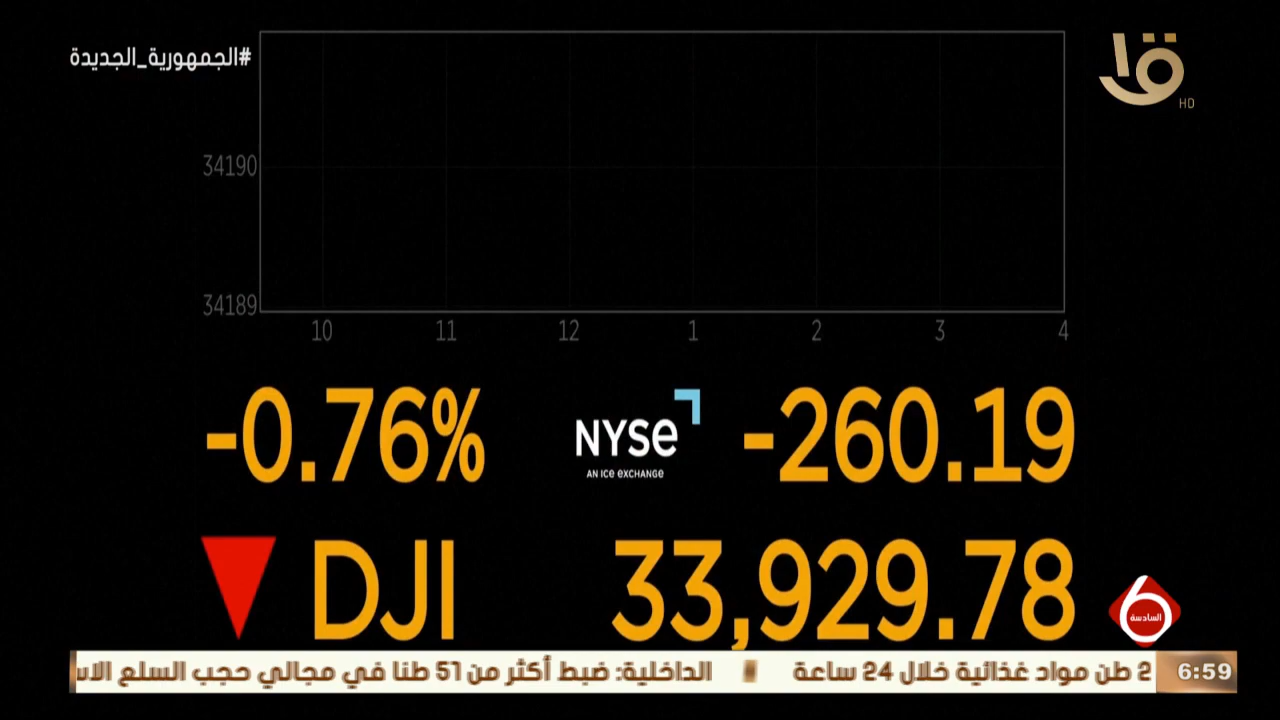 #الجمهورية_الجديدة
HD
34190
34189
10 11 12 1 2 3 4
-0.76% NYSE -260.19
AN ICE EXCHANGE
DJI 33,929.78
6
السادسة
2 طن مواد غذائية خلال 24 ساعة الداخلية: ضبط أكثر من 51 طنا في مجالي حجب السلع
6:59